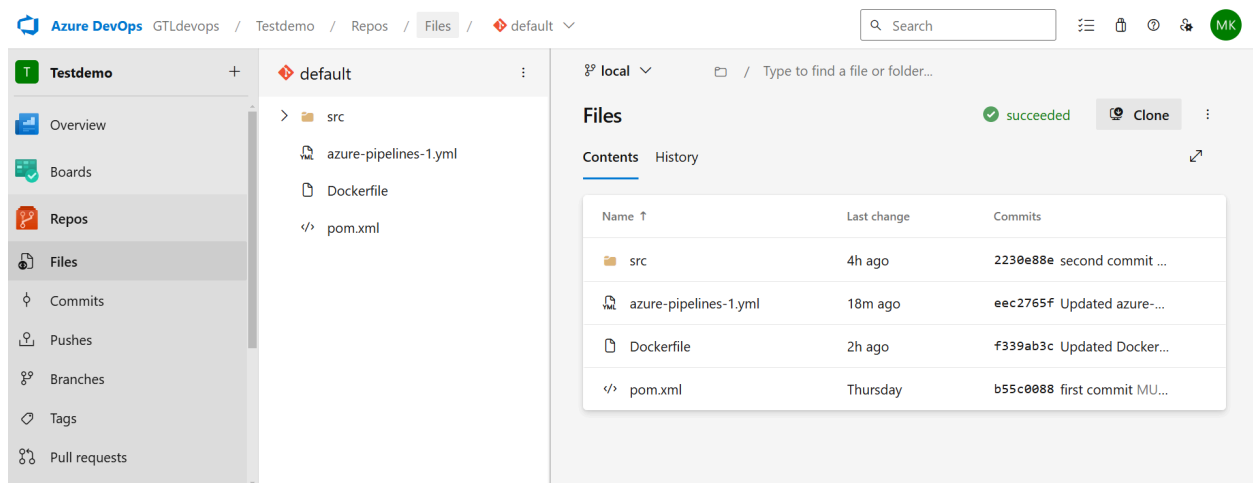 Azure DevOps GTLdevops / Testdemo / Repos / Files / default
Search
MK
T Testdemo +
Overview
Boards
Repos
Files
Commits
Pushes
Branches
Tags
Pull requests
default
src
azure-pipelines-1.yml
Dockerfile
pom.xml
local / Type to find a file or folder...
Files
succeeded
Clone
Contents History
Name ↑ Last change Commits
src 4h ago 2230e88e second commit ...
azure-pipelines-1.yml 18m ago eec2765f Updated azure-...
Dockerfile 2h ago f339ab3c Updated Docker...
pom.xml Thursday b55c0088 first commit MU...